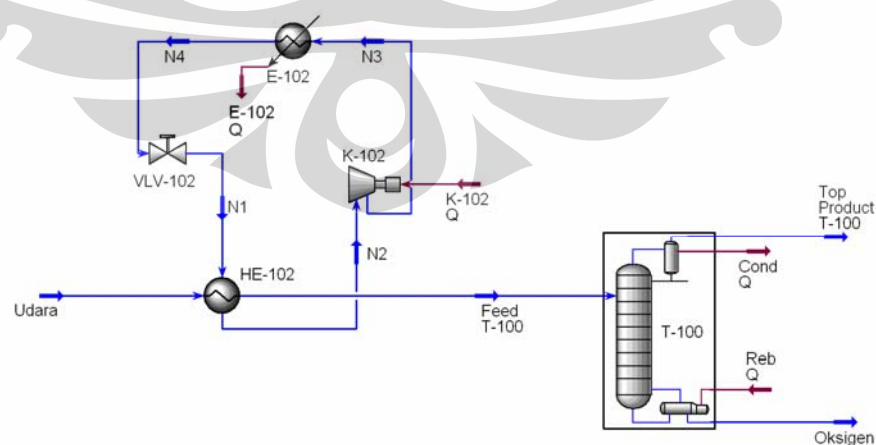 N4
N3
E-102
E-102
Q
K-102
VLV-102
K-102
Q
N1
Top
Product
T-100
N2
HE-102
Cond
Q
Udara
Feed
T-100
T-100
Reb
Q
Oksigen